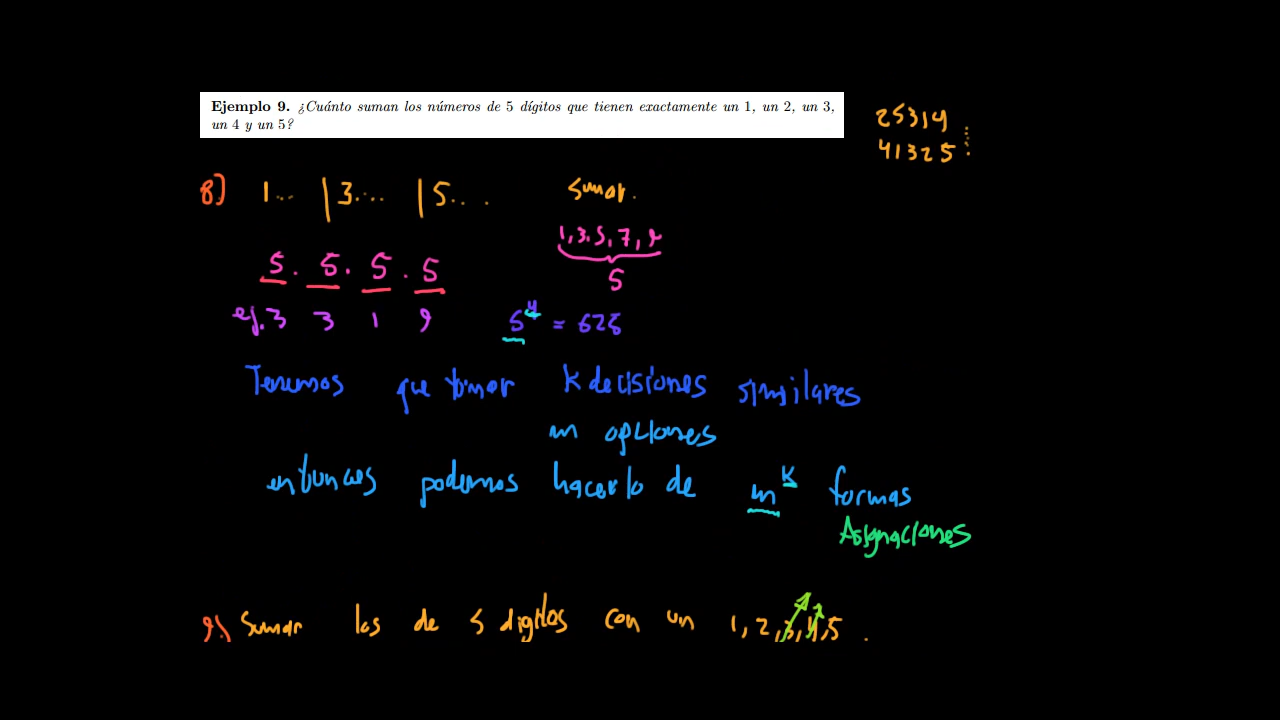 Ejemplo 9. ¿Cuánto suman los números de 5 dígitos que tienen exactamente un 1, un 2, un 3,
un 4 y un 5?
25314
41325
8) 1... | 3.... | 5... . sumar.
1,3,5,7,9
5
5 . 5 . 5 . 5
ej. 3 3 1 9
5^4 = 625
Tenemos que tomar K decisiones similares
m opciones
entonces podemos hacerlo de m^k formas
Asignaciones
9) Sumar los de 5 dígitos con un 1, 2, 3, 4, 5 .